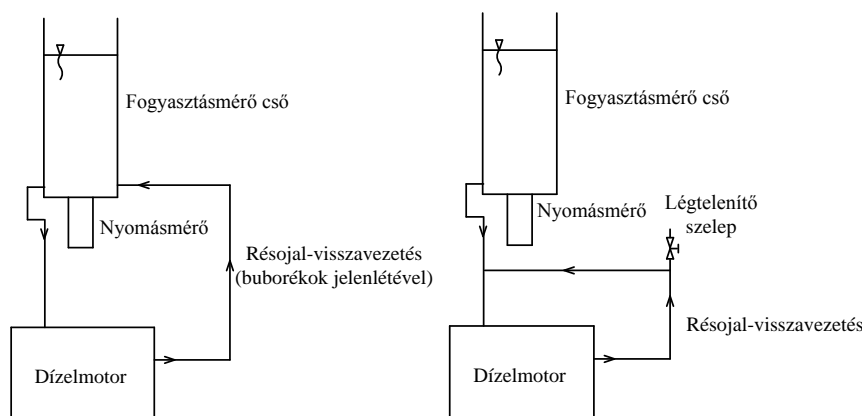 Fogyasztásmérő cső
Nyomásmérő
Résojal-visszavezetés
(buborékok jelenlétével)
Dízelmotor
Fogyasztásmérő cső
Nyomásmérő
Légtelenítő
szelep
Résojal-visszavezetés
Dízelmotor